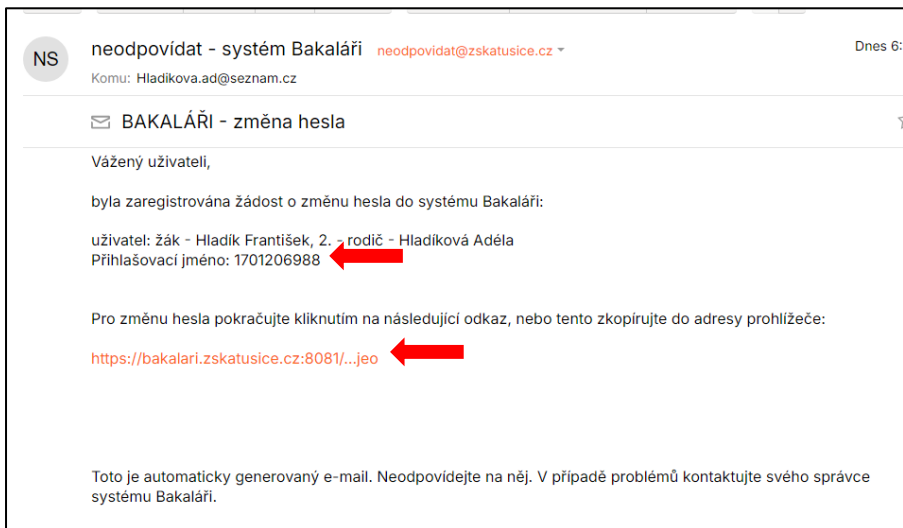 NS
neodpovídat - systém Bakaláři neodpovidat@zskatusice.cz
Dnes 6:
Komu: Hladikova.ad@seznam.cz
BAKALÁŘI - změna hesla
Vážený uživateli,
byla zaregistrována žádost o změnu hesla do systému Bakaláři:
uživatel: žák - Hladík František, 2. - rodič - Hladíková Adéla
Přihlašovací jméno: 1701206988
Pro změnu hesla pokračujte kliknutím na následující odkaz, nebo tento zkopírujte do adresy prohlížeče:
https://bakalari.zskatusice.cz:8081/...jeo
Toto je automaticky generovaný e-mail. Neodpovídejte na něj. V případě problémů kontaktujte svého správce
systému Bakaláři.